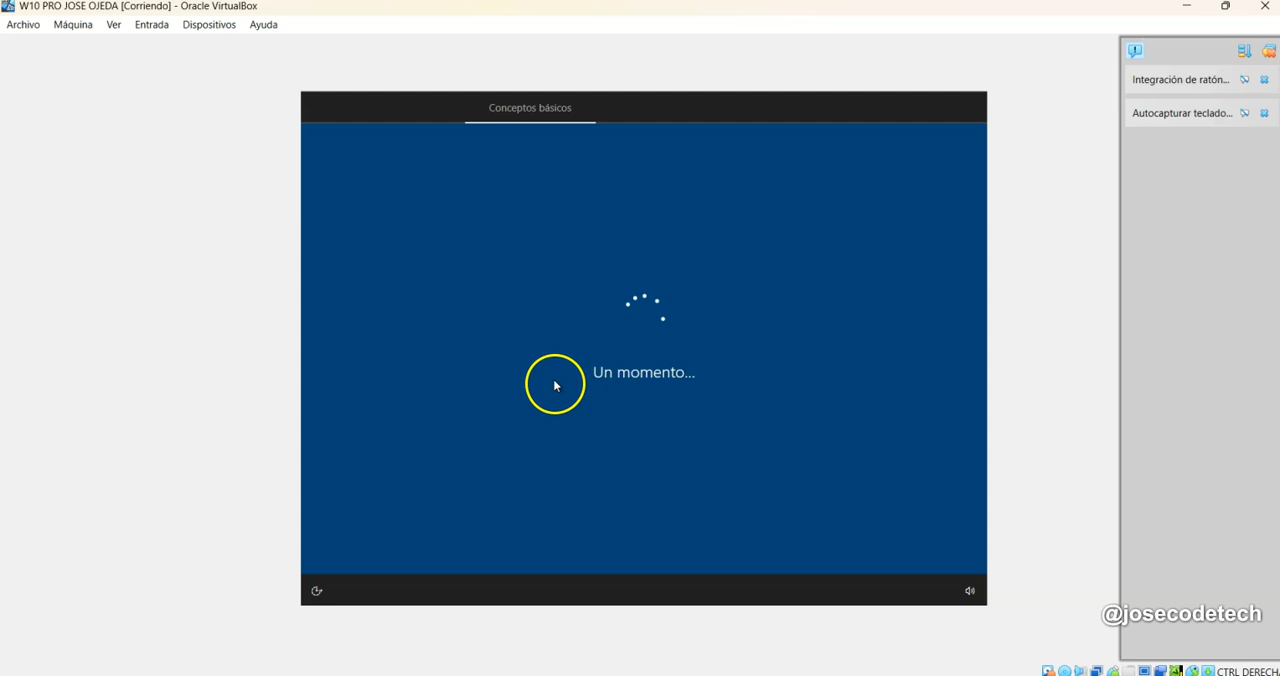 W10 PRO JOSE OJEDA [Corriendo] - Oracle VirtualBox
Archivo Máquina Ver Entrada Dispositivos Ayuda
Integración de ratón...
Autocapturar teclado...
Conceptos básicos
Un momento...
@josecodetech
CTRL DERECH